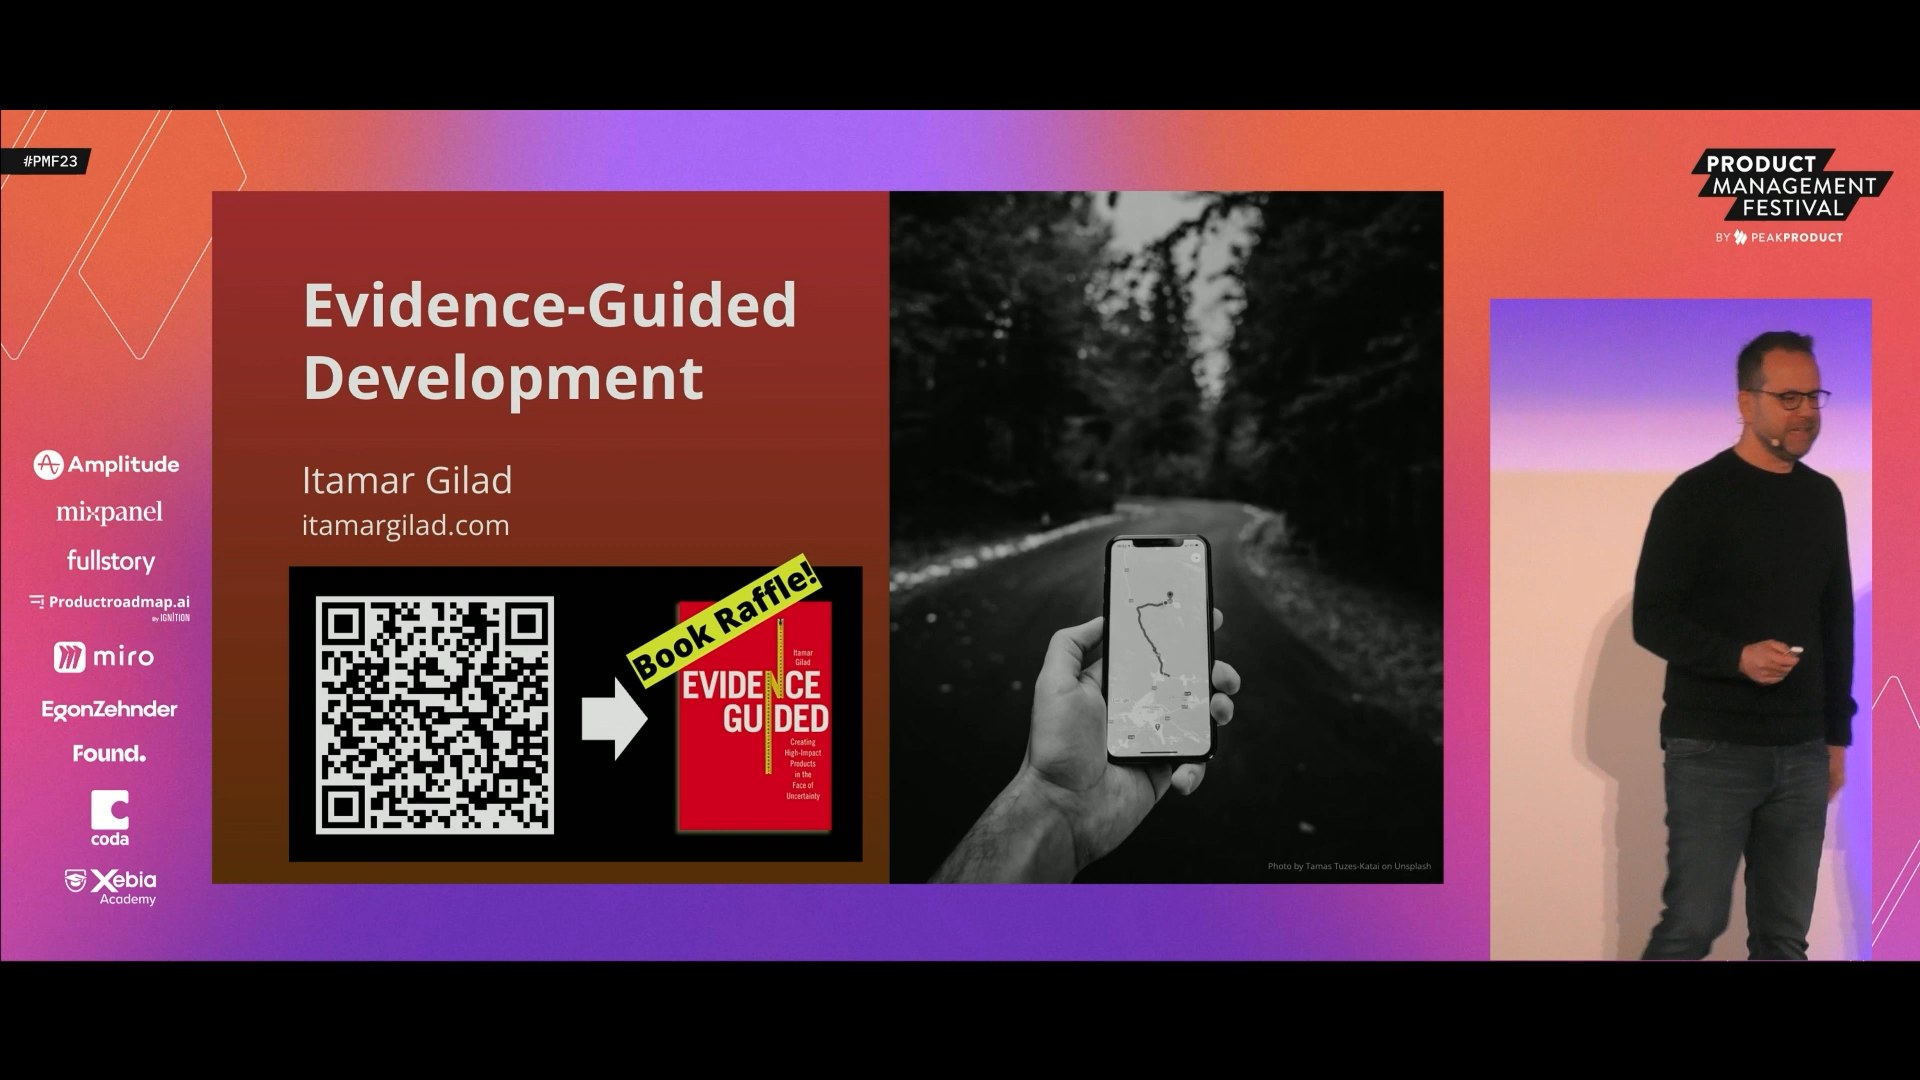 #PMF23
PRODUCT
MANAGEMENT
FESTIVAL
BY PEAKPRODUCT
Evidence-Guided
Development
Itamar Gilad
itamargilad.com
Book Raffle!
Itamar
Gilad
EVIDENCE
GUIDED
Creating
High-Impact
Products
in the
Face of
Uncertainty
Photo by Tamas Tuzes-Katai on Unsplash
Amplitude
mixpanel
fullstory
Productroadmap.ai
By IGNITION
miro
EgonZehnder
Found.
coda
Xebia
Academy